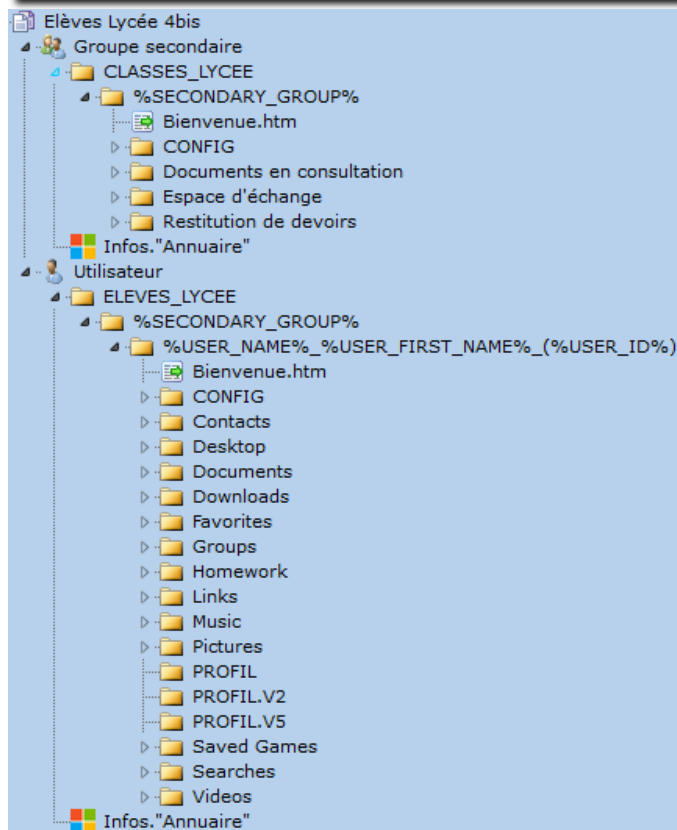 Elèves Lycée 4bis
Groupe secondaire
CLASSES_LYCEE
%SECONDARY_GROUP%
Bienvenue.htm
CONFIG
Documents en consultation
Espace d'échange
Restitution de devoirs
Infos."Annuaire"
Utilisateur
ELEVES_LYCEE
%SECONDARY_GROUP%
%USER_NAME%_%USER_FIRST_NAME%_(%USER_ID%)
Bienvenue.htm
CONFIG
Contacts
Desktop
Documents
Downloads
Favorites
Groups
Homework
Links
Music
Pictures
PROFIL
PROFIL.V2
PROFIL.V5
Saved Games
Searches
Videos
Infos."Annuaire"